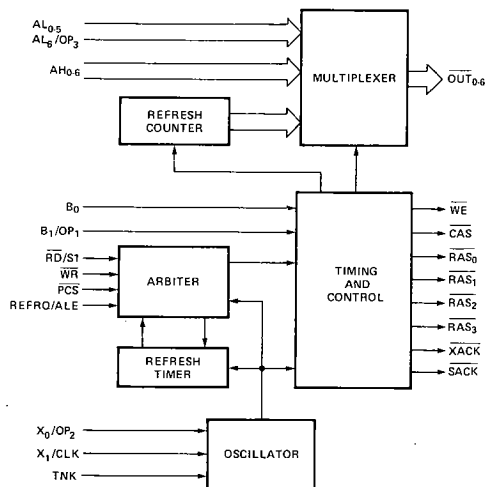 AL0-5
AL6/OP3
AH0-6
MULTIPLEXER
OUT0-6
REFRESH
COUNTER
B0
B1/OP1
RD/S1
WR
PCS
REFRQ/ALE
ARBITER
REFRESH
TIMER
TIMING
AND
CONTROL
WE
CAS
RAS0
RAS1
RAS2
RAS3
XACK
SACK
X0/OP2
X1/CLK
TNK
OSCILLATOR